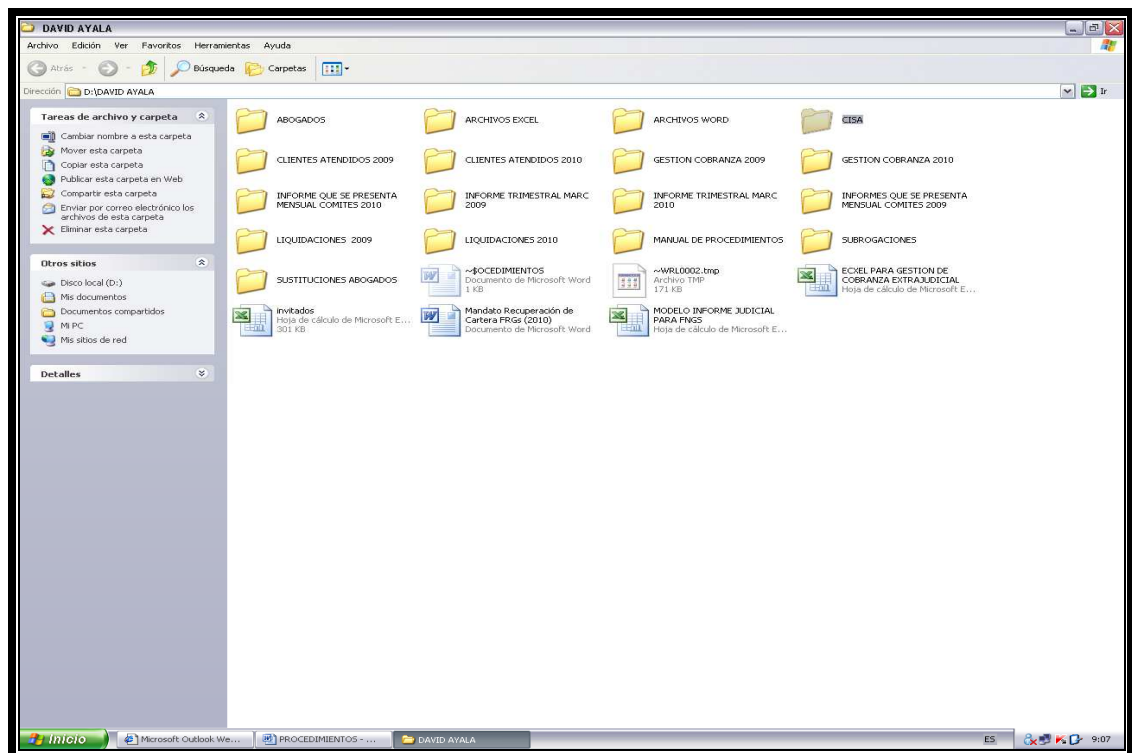 DAVID AYALA
Archivo Edición Ver Favoritos Herramientas Ayuda
Atrás Búsqueda Carpetas
Dirección D:\DAVID AYALA Ir
Tareas de archivo y carpeta
Cambiar nombre a esta carpeta
Mover esta carpeta
Copiar esta carpeta
Publicar esta carpeta en Web
Compartir esta carpeta
Enviar por correo electrónico los
archivos de esta carpeta
Eliminar esta carpeta
Otros sitios
Disco local (D:)
Mis documentos
Documentos compartidos
Mi PC
Mis sitios de red
Detalles
ABOGADOS
ARCHIVOS EXCEL
ARCHIVOS WORD
CISA
CLIENTES ATENDIDOS 2009
CLIENTES ATENDIDOS 2010
GESTION COBRANZA 2009
GESTION COBRANZA 2010
INFORME QUE SE PRESENTA
MENSUAL COMITES 2010
INFORME TRIMESTRAL MARC
2009
INFORME TRIMESTRAL MARC
2010
INFORMES QUE SE PRESENTA
MENSUAL COMITES 2009
LIQUIDACIONES 2009
LIQUIDACIONES 2010
MANUAL DE PROCEDIMIENTOS
SUBROGACIONES
SUSTITUCIONES ABOGADOS
~$OCEDIMIENTOS
Documento de Microsoft Word
1 KB
~WRL0002.tmp
Archivo TMP
171 KB
ECXEL PARA GESTION DE
COBRANZA EXTRAJUDICIAL
Hoja de cálculo de Microsoft E...
invitados
Hoja de cálculo de Microsoft E...
301 KB
Mandato Recuperación de
Cartera FRGs (2010)
Documento de Microsoft Word
MODELO INFORME JUDICIAL
PARA FNGS
Hoja de cálculo de Microsoft E...
Inicio Microsoft Outlook We... PROCEDIMIENTOS - ... DAVID AYALA ES 9:07